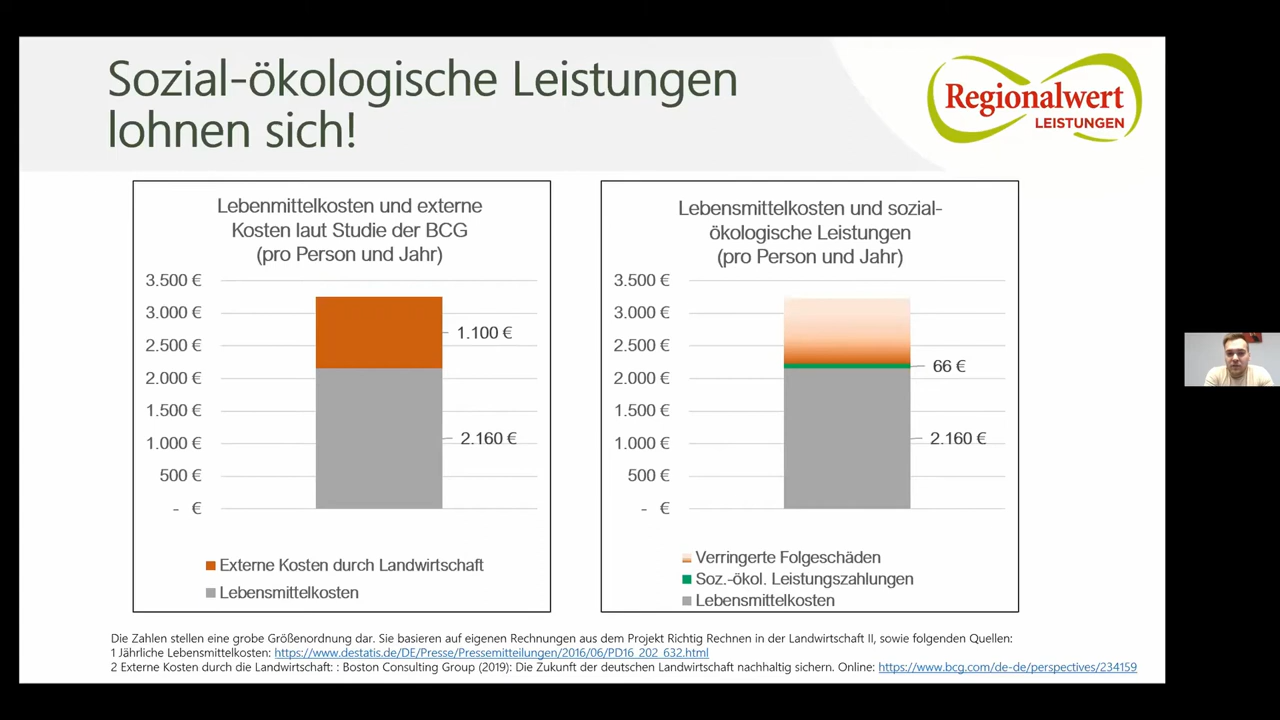 Sozial-ökologische Leistungen
lohnen sich!
Regionalwert
LEISTUNGEN
Lebenmittelkosten und externe
Kosten laut Studie der BCG
(pro Person und Jahr)
3.500 €
3.000 €
2.500 €
2.000 €
1.500 €
1.000 €
500 €
- €
1.100 €
2.160 €
Externe Kosten durch Landwirtschaft
Lebensmittelkosten
Lebensmittelkosten und sozial-
ökologische Leistungen
(pro Person und Jahr)
3.500 €
3.000 €
2.500 €
2.000 €
1.500 €
1.000 €
500 €
- €
66 €
2.160 €
Verringerte Folgeschäden
Soz.-ökol. Leistungszahlungen
Lebensmittelkosten
Die Zahlen stellen eine grobe Größenordnung dar. Sie basieren auf eigenen Rechnungen aus dem Projekt Richtig Rechnen in der Landwirtschaft II, sowie folgenden Quellen:
1 Jährliche Lebensmittelkosten: https://www.destatis.de/DE/Presse/Pressemitteilungen/2016/06/PD16_202_632.html
2 Externe Kosten durch die Landwirtschaft: : Boston Consulting Group (2019): Die Zukunft der deutschen Landwirtschaft nachhaltig sichern. Online: https://www.bcg.com/de-de/perspectives/234159